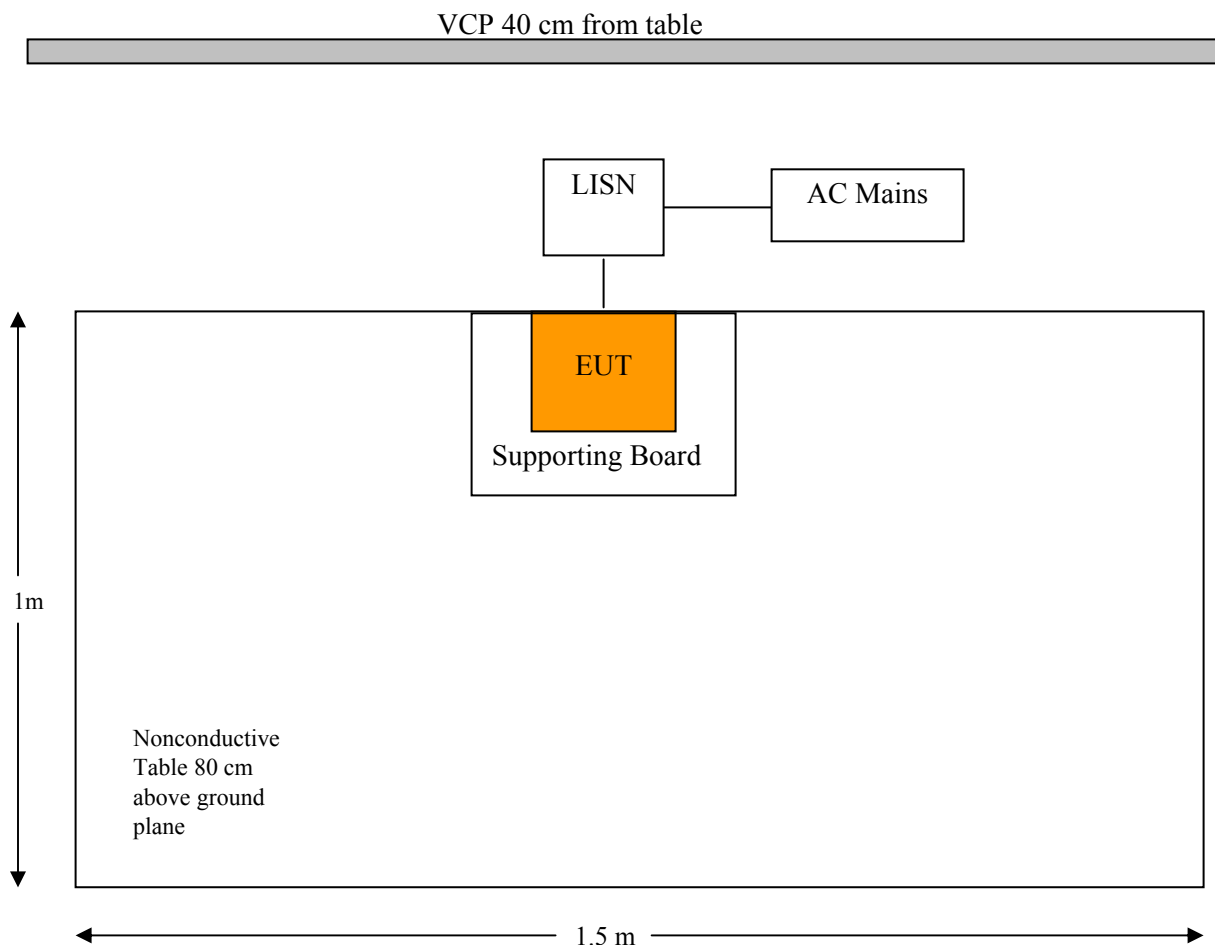 VCP 40 cm from table
LISN
AC Mains
EUT
Supporting Board
1m
Nonconductive
Table 80 cm
above ground
plane
1.5 m